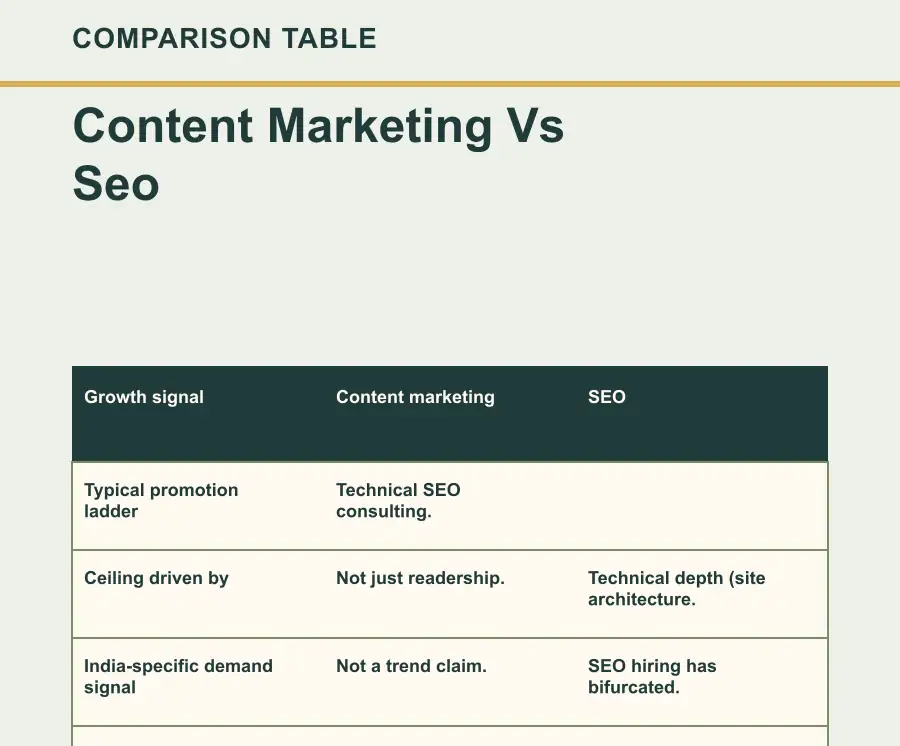 COMPARISON TABLE
Content Marketing Vs
Seo
Growth signal Content marketing SEO
Typical promotion Technical SEO
ladder consulting.
Ceiling driven by Not just readership. Technical depth (site
architecture.
India-specific demand Not a trend claim. SEO hiring has
signal bifurcated.